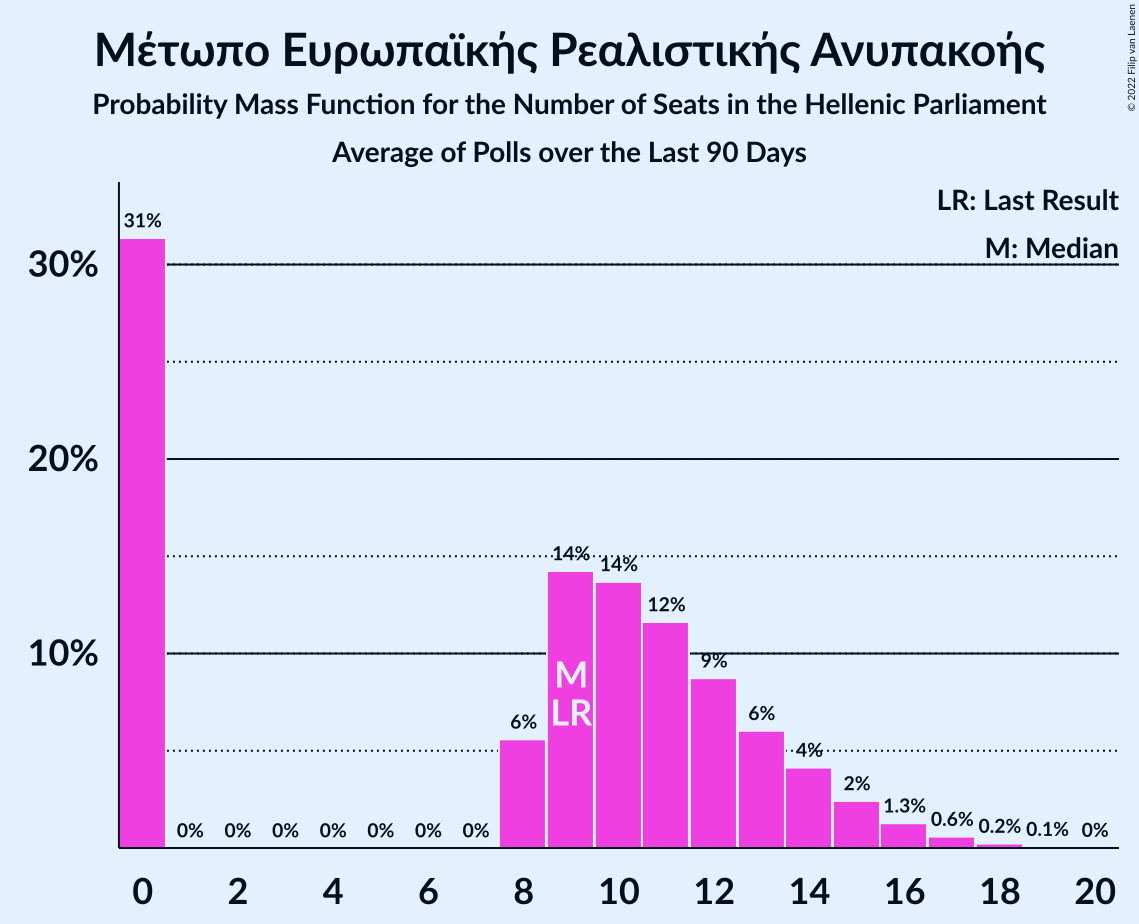 Μέτωπο Ευρωπαϊκής Ρεαλιστικής Ανυπακοής
Probability Mass Function for the Number of Seats in the Hellenic Parliament
Average of Polls over the Last 90 Days
© 2022 Filip van Laenen
LR: Last Result
M: Median
31%
30%
20%
14%
14%
12%
10%
9%
M
LR
6%
6%
4%
2%
1.3%
0.6%
0.2%
0.1%
0%
0%
0%
0%
0%
0%
0%
0%
0 2 4 6 8 10 12 14 16 18 20